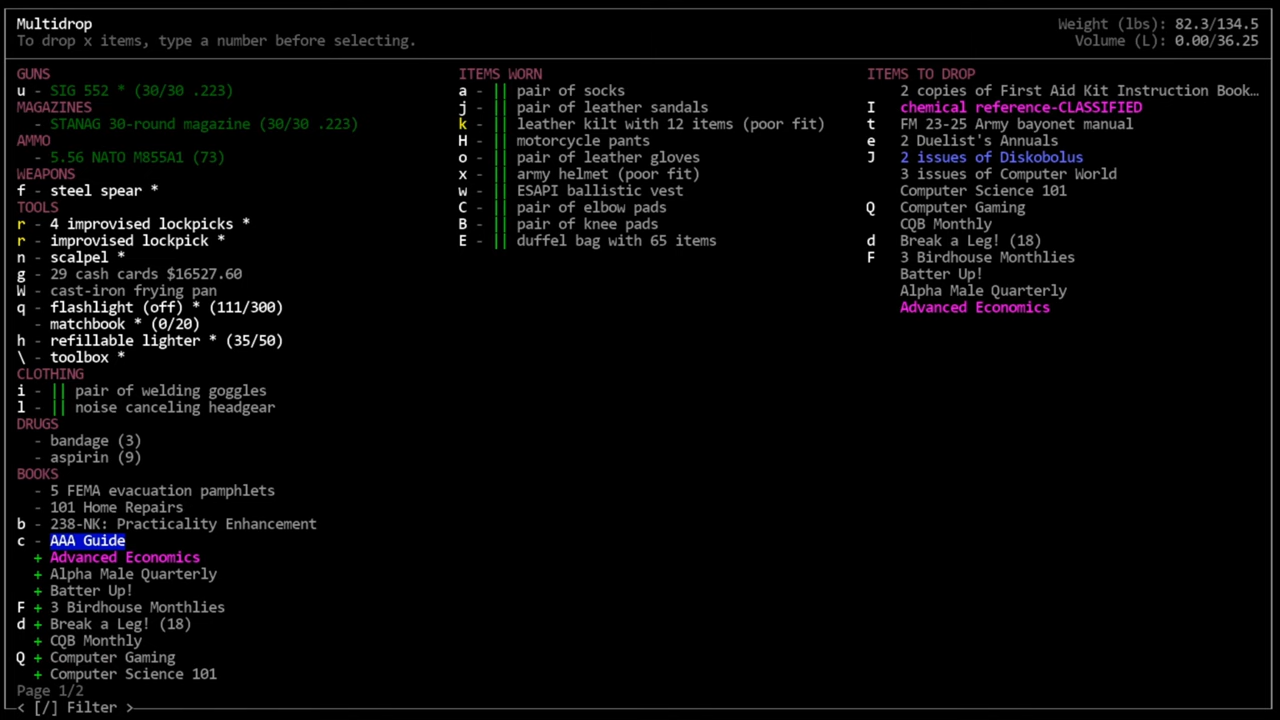 Multidrop
To drop x items, type a number before selecting.
Weight (lbs): 82.3/134.5
Volume (L): 0.00/36.25
GUNS
u - SIG 552 * (30/30 .223)
MAGAZINES
- STANAG 30-round magazine (30/30 .223)
AMMO
- 5.56 NATO M855A1 (73)
WEAPONS
f - steel spear *
TOOLS
r - 4 improvised lockpicks *
r - improvised lockpick *
n - scalpel *
g - 29 cash cards $16527.60
W - cast-iron frying pan
q - flashlight (off) * (111/300)
- matchbook * (0/20)
h - refillable lighter * (35/50)
\ - toolbox *
CLOTHING
i - || pair of welding goggles
l - || noise canceling headgear
DRUGS
- bandage (3)
- aspirin (9)
BOOKS
- 5 FEMA evacuation pamphlets
- 101 Home Repairs
b - 238-NK: Practicality Enhancement
c - AAA Guide
+ Advanced Economics
+ Alpha Male Quarterly
+ Batter Up!
F + 3 Birdhouse Monthlies
d + Break a Leg! (18)
+ CQB Monthly
Q + Computer Gaming
+ Computer Science 101
Page 1/2
< [/] Filter >
ITEMS WORN
a - || pair of socks
j - || pair of leather sandals
k - || leather kilt with 12 items (poor fit)
H - || motorcycle pants
o - || pair of leather gloves
x - || army helmet (poor fit)
w - || ESAPI ballistic vest
C - || pair of elbow pads
B - || pair of knee pads
E - || duffel bag with 65 items
ITEMS TO DROP
2 copies of First Aid Kit Instruction Book…
I chemical reference-CLASSIFIED
t FM 23-25 Army bayonet manual
e 2 Duelist's Annuals
J 2 issues of Diskobolus
3 issues of Computer World
Computer Science 101
Q Computer Gaming
CQB Monthly
d Break a Leg! (18)
F 3 Birdhouse Monthlies
Batter Up!
Alpha Male Quarterly
Advanced Economics